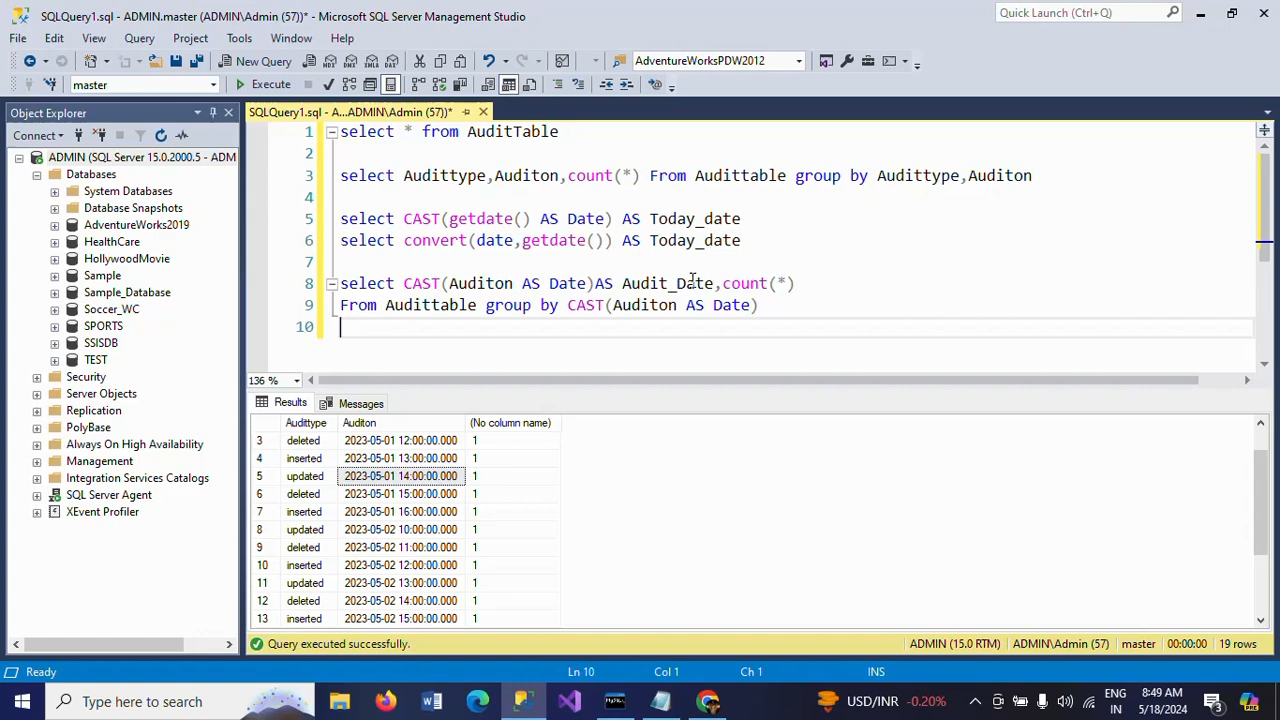 SQLQuery1.sql - ADMIN.master (ADMIN\Admin (57))* - Microsoft SQL Server Management Studio
Quick Launch (Ctrl+Q)
File Edit View Query Project Tools Window Help
New Query
MDX DMX XMLA DAX
AdventureWorksPDW2012
master
Execute
Object Explorer
SQLQuery1.sql - A...ADMIN\Admin (57))*
Connect
ADMIN (SQL Server 15.0.2000.5 - ADM
Databases
System Databases
Database Snapshots
AdventureWorks2019
HealthCare
HollywoodMovie
Sample
Sample_Database
Soccer_WC
SPORTS
SSISDB
TEST
Security
Server Objects
Replication
PolyBase
Always On High Availability
Management
Integration Services Catalogs
SQL Server Agent
XEvent Profiler
1 select * from AuditTable
2
3 select Audittype,Auditon,count(*) From Audittable group by Audittype,Auditon
4
5 select CAST(getdate() AS Date) AS Today_date
6 select convert(date,getdate()) AS Today_date
7
8 select CAST(Auditon AS Date)AS Audit_Date,count(*)
9 From Audittable group by CAST(Auditon AS Date)
10
136 %
Results Messages
Audittype Auditon (No column name)
3 deleted 2023-05-01 12:00:00.000 1
4 inserted 2023-05-01 13:00:00.000 1
5 updated 2023-05-01 14:00:00.000 1
6 deleted 2023-05-01 15:00:00.000 1
7 inserted 2023-05-01 16:00:00.000 1
8 updated 2023-05-02 10:00:00.000 1
9 deleted 2023-05-02 11:00:00.000 1
10 inserted 2023-05-02 12:00:00.000 1
11 updated 2023-05-02 13:00:00.000 1
12 deleted 2023-05-02 14:00:00.000 1
13 inserted 2023-05-02 15:00:00.000 1
Query executed successfully. ADMIN (15.0 RTM) ADMIN\Admin (57) master 00:00:00 19 rows
Ready Ln 10 Col 1 Ch 1 INS
Type here to search
USD/INR -0.20%
ENG
IN
8:49 AM
5/18/2024
3